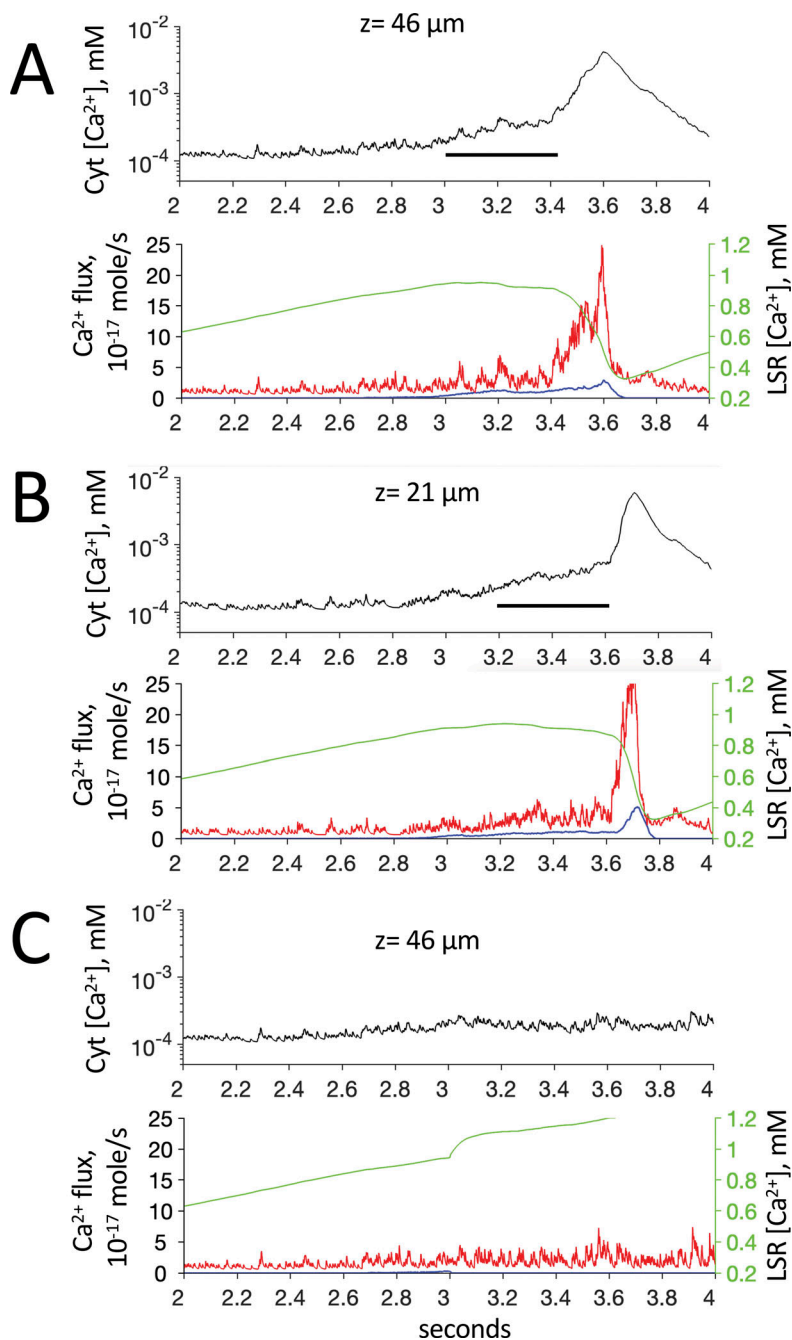 A
z= 46 µm
Cyt [Ca²⁺], mM
10⁻²
10⁻³
10⁻⁴
2 2.2 2.4 2.6 2.8 3 3.2 3.4 3.6 3.8 4
Ca²⁺ flux,
10⁻¹⁷ mole/s
25
20
15
10
5
0
LSR [Ca²⁺], mM
1.2
1
0.8
0.6
0.4
0.2
2 2.2 2.4 2.6 2.8 3 3.2 3.4 3.6 3.8 4
B
z= 21 µm
Cyt [Ca²⁺], mM
10⁻²
10⁻³
10⁻⁴
2 2.2 2.4 2.6 2.8 3 3.2 3.4 3.6 3.8 4
Ca²⁺ flux,
10⁻¹⁷ mole/s
25
20
15
10
5
0
LSR [Ca²⁺], mM
1.2
1
0.8
0.6
0.4
0.2
2 2.2 2.4 2.6 2.8 3 3.2 3.4 3.6 3.8 4
C
z= 46 µm
Cyt [Ca²⁺], mM
10⁻²
10⁻³
10⁻⁴
2 2.2 2.4 2.6 2.8 3 3.2 3.4 3.6 3.8 4
Ca²⁺ flux,
10⁻¹⁷ mole/s
25
20
15
10
5
0
LSR [Ca²⁺], mM
1.2
1
0.8
0.6
0.4
0.2
2 2.2 2.4 2.6 2.8 3 3.2 3.4 3.6 3.8 4
seconds